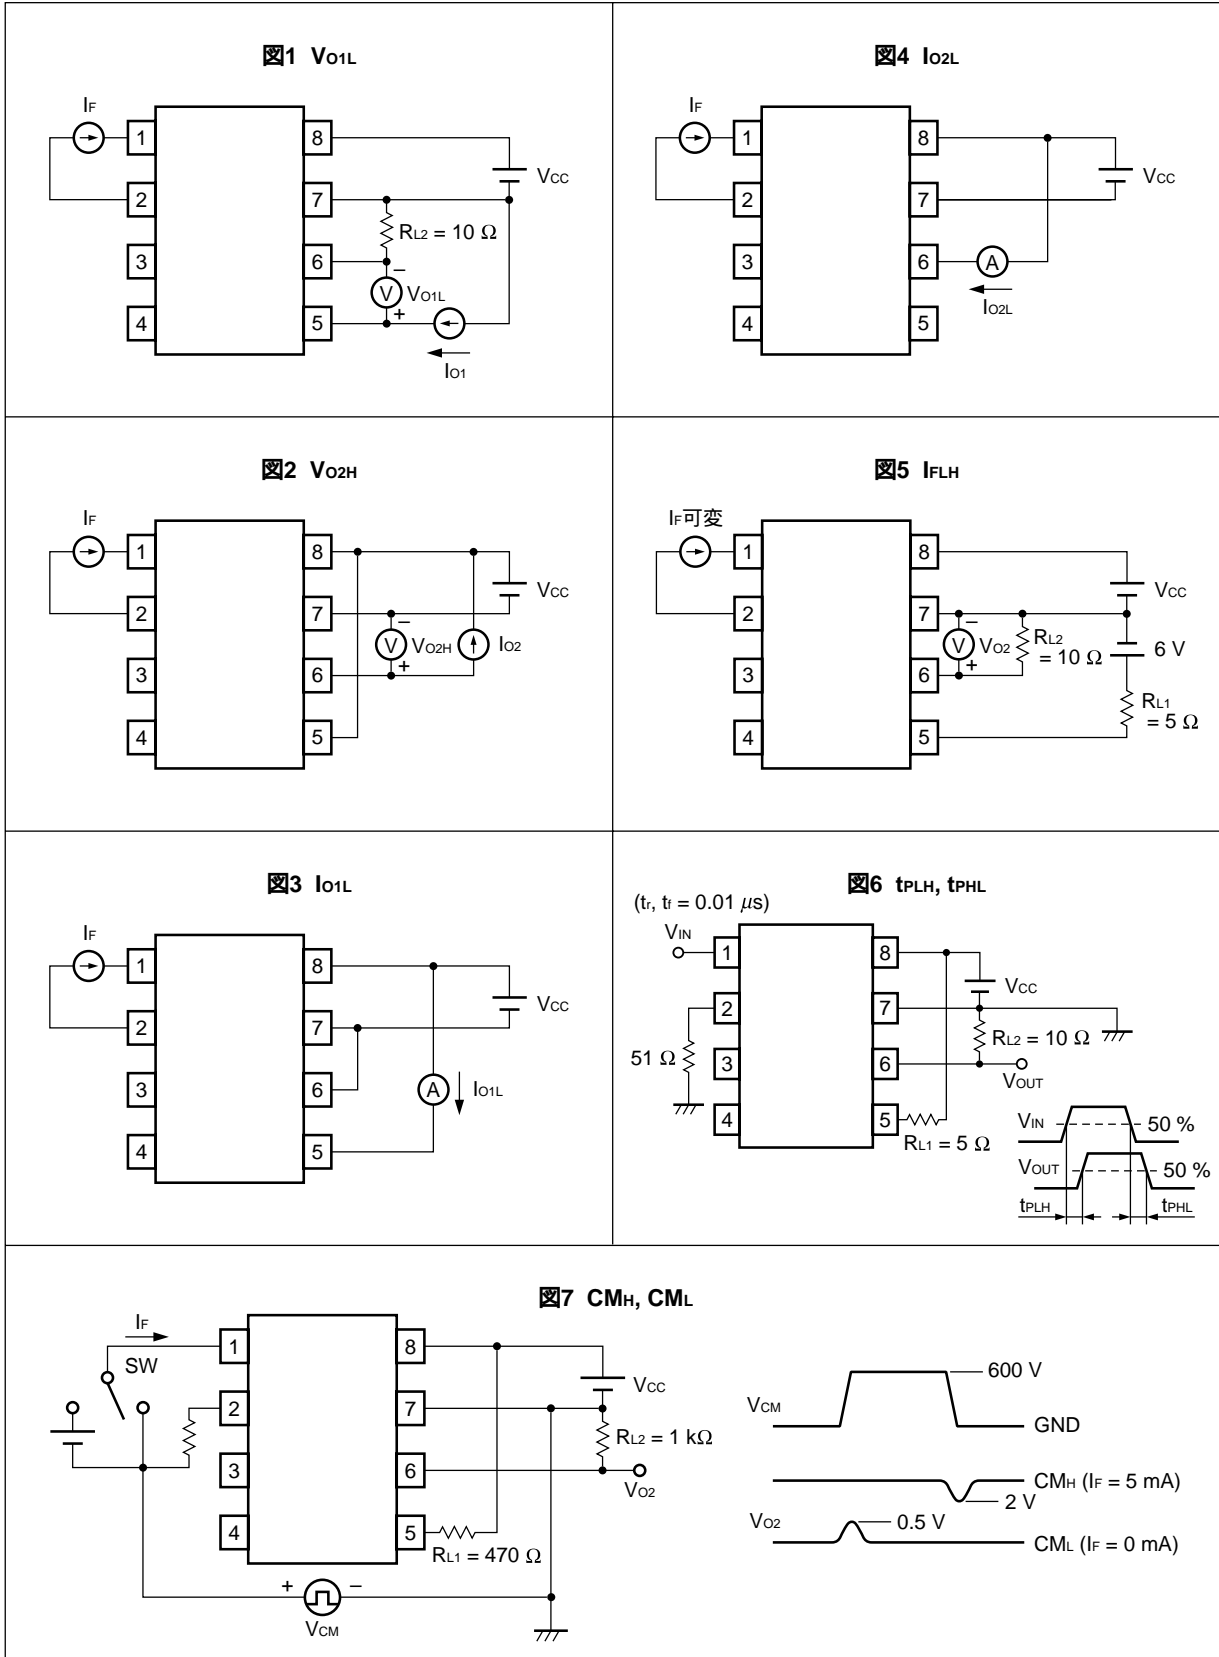 図1 VO1L
IF
1
2
3
4
8
7
6
5
VCC
RL2 = 10 Ω
−
V
VO1L
+
IO1
図4 IO2L
IF
1
2
3
4
8
7
6
5
VCC
A
IO2L
図2 VO2H
IF
1
2
3
4
8
7
6
5
VCC
−
V
VO2H
+
IO2
図5 IFLH
IF可変
1
2
3
4
8
7
6
5
VCC
−
V
VO2
+
RL2
= 10 Ω
6 V
RL1
= 5 Ω
図3 IO1L
IF
1
2
3
4
8
7
6
5
VCC
A
IO1L
図6 tPLH, tPHL
(tr, tf = 0.01 μs)
VIN
1
2
3
4
51 Ω
8
7
6
5
VCC
RL2 = 10 Ω
VOUT
RL1 = 5 Ω
VIN
50 %
VOUT
50 %
tPLH
tPHL
図7 CMH, CML
IF
SW
1
2
3
4
8
7
6
5
VCC
RL2 = 1 kΩ
VO2
RL1 = 470 Ω
+
−
VCM
VCM
600 V
GND
CMH (IF = 5 mA)
2 V
VO2
0.5 V
CML (IF = 0 mA)